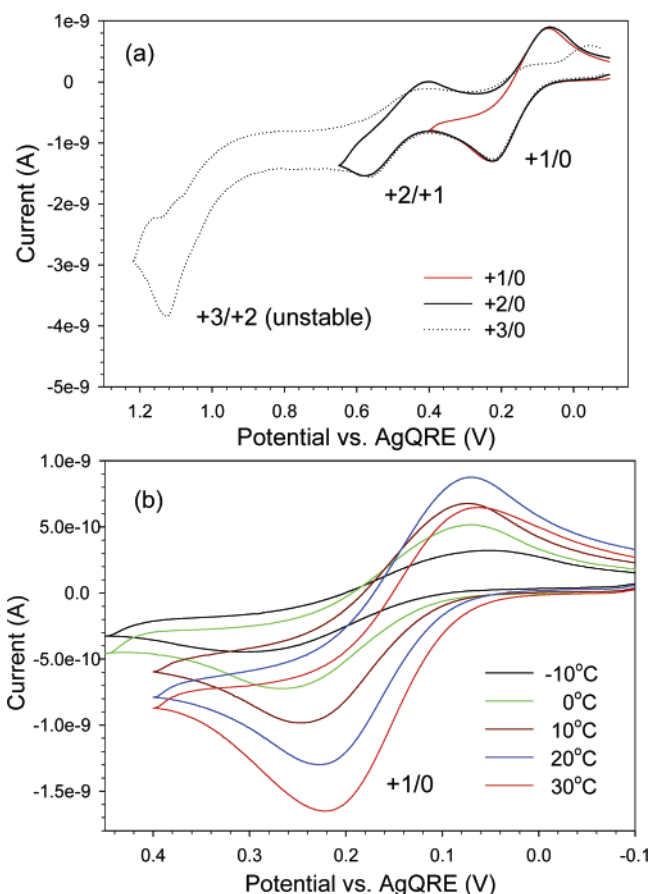 (a)
1e-9
0
-1e-9
-2e-9
-3e-9
-4e-9
-5e-9
Current (A)
+1/0
+2/+1
+3/+2 (unstable)
+1/0
+2/0
+3/0
1.2 1.0 0.8 0.6 0.4 0.2 0.0
Potential vs. AgQRE (V)
(b)
1.0e-9
5.0e-10
0.0
-5.0e-10
-1.0e-9
-1.5e-9
Current (A)
+1/0
-10°C
0°C
10°C
20°C
30°C
0.4 0.3 0.2 0.1 0.0 -0.1
Potential vs. AgQRE (V)